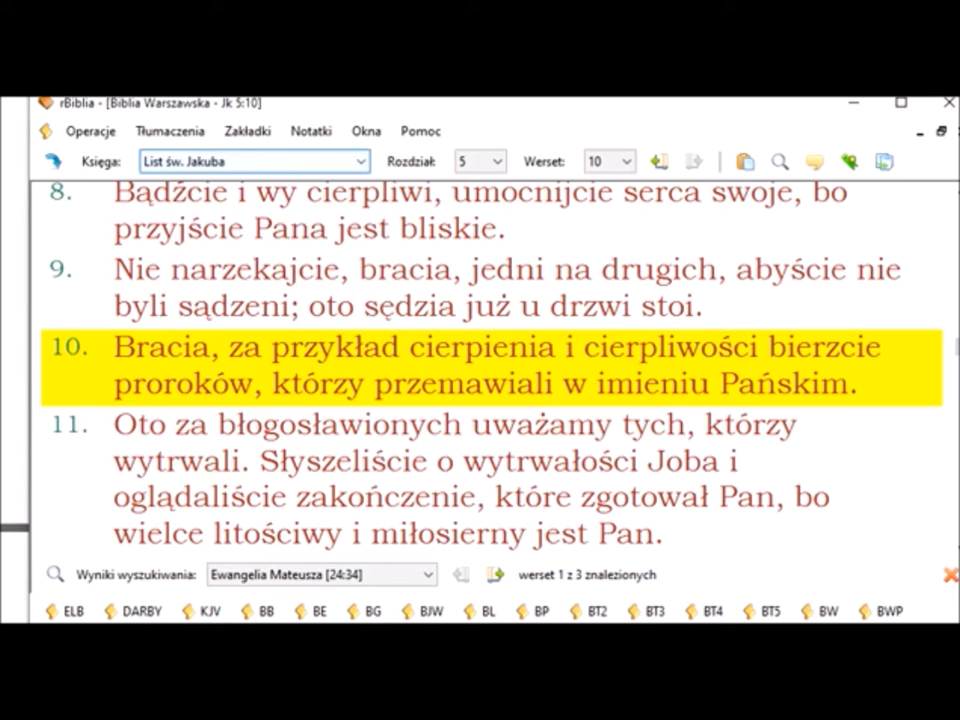 rBiblia - [Biblia Warszawska - Jk 5:10]
Operacje Tłumaczenia Zakładki Notatki Okna Pomoc
Księga: List św. Jakuba Rozdział: 5 Werset: 10
8. Bądźcie i wy cierpliwi, umocnijcie serca swoje, bo
przyjście Pana jest bliskie.
9. Nie narzekajcie, bracia, jedni na drugich, abyście nie
byli sądzeni; oto sędzia już u drzwi stoi.
10. Bracia, za przykład cierpienia i cierpliwości bierzcie
proroków, którzy przemawiali w imieniu Pańskim.
11. Oto za błogosławionych uważamy tych, którzy
wytrwali. Słyszeliście o wytrwałości Joba i
oglądaliście zakończenie, które zgotował Pan, bo
wielce litościwy i miłosierny jest Pan.
Wyniki wyszukiwania: Ewangelia Mateusza [24:34] werset 1 z 3 znalezionych
ELB DARBY KJV BB BE BG BJW BL BP BT2 BT3 BT4 BT5 BW BWP